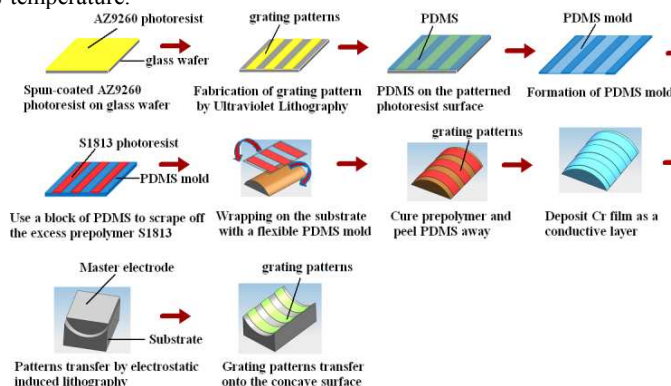 temperature.
AZ9260 photoresist
grating patterns
PDMS
PDMS mold
glass wafer
Spun-coated AZ9260
photoresist on glass wafer
Fabrication of grating pattern
by Ultraviolet Lithography
PDMS on the patterned
photoresist surface
Formation of PDMS mold
S1813 photoresist
grating patterns
PDMS mold
Use a block of PDMS to scrape off
the excess prepolymer S1813
Wrapping on the substrate
with a flexible PDMS mold
Cure prepolymer and
peel PDMS away
Deposit Cr film as a
conductive layer
Master electrode
grating patterns
Substrate
Patterns transfer by electrostatic
induced lithography
Grating patterns transfer
onto the concave surface